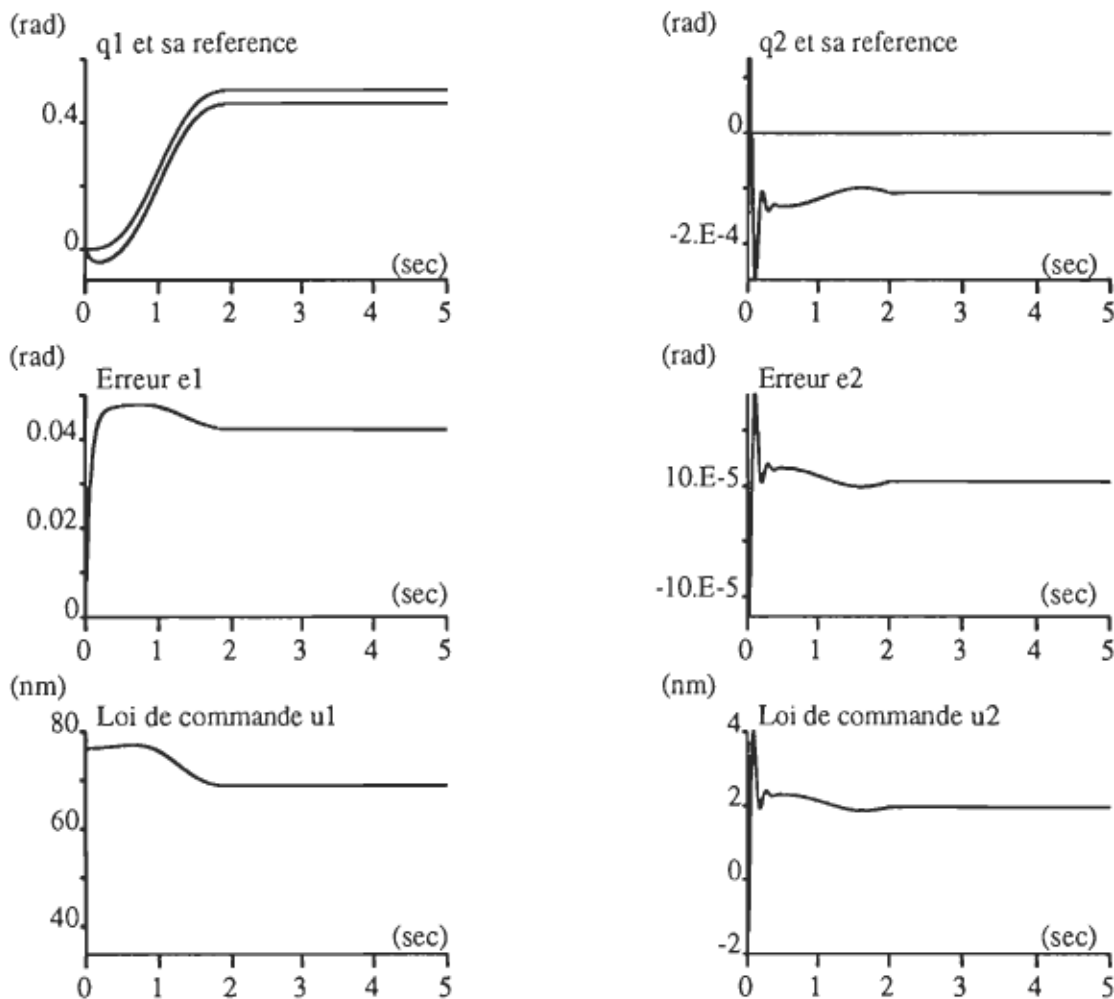 (rad)
q1 et sa reference
0.4
0
(sec)
0 1 2 3 4 5
(rad)
q2 et sa reference
0
-2.E-4
(sec)
0 1 2 3 4 5
(rad)
Erreur e1
0.04
0.02
0
(sec)
0 1 2 3 4 5
(rad)
Erreur e2
10.E-5
-10.E-5
(sec)
0 1 2 3 4 5
(nm)
Loi de commande u1
80
60
40
(sec)
0 1 2 3 4 5
(nm)
Loi de commande u2
4
2
0
-2
(sec)
0 1 2 3 4 5